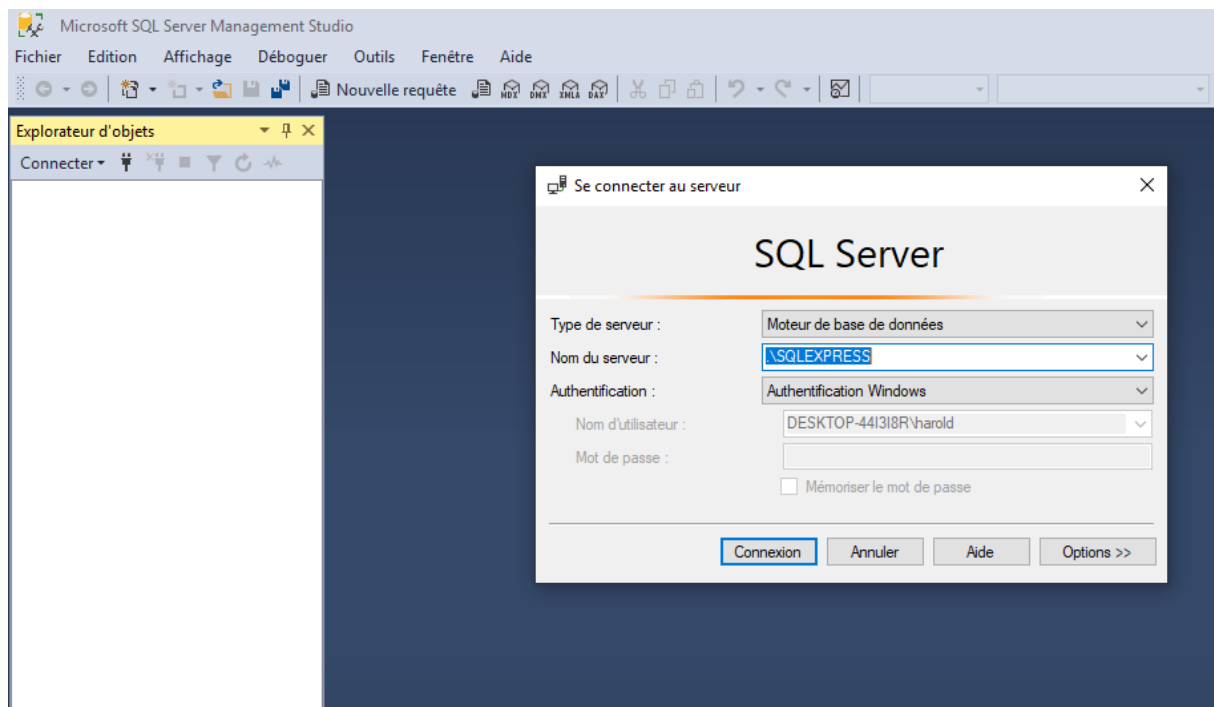 Microsoft SQL Server Management Studio
Fichier Edition Affichage Déboguer Outils Fenêtre Aide
Nouvelle requête MDX DMX XMLA DAX
Explorateur d'objets
Connecter
Se connecter au serveur
SQL Server
Type de serveur : Moteur de base de données
Nom du serveur : .\SQLEXPRESS
Authentification : Authentification Windows
Nom d'utilisateur : DESKTOP-44I3I8R\harold
Mot de passe :
Mémoriser le mot de passe
Connexion Annuler Aide Options >>